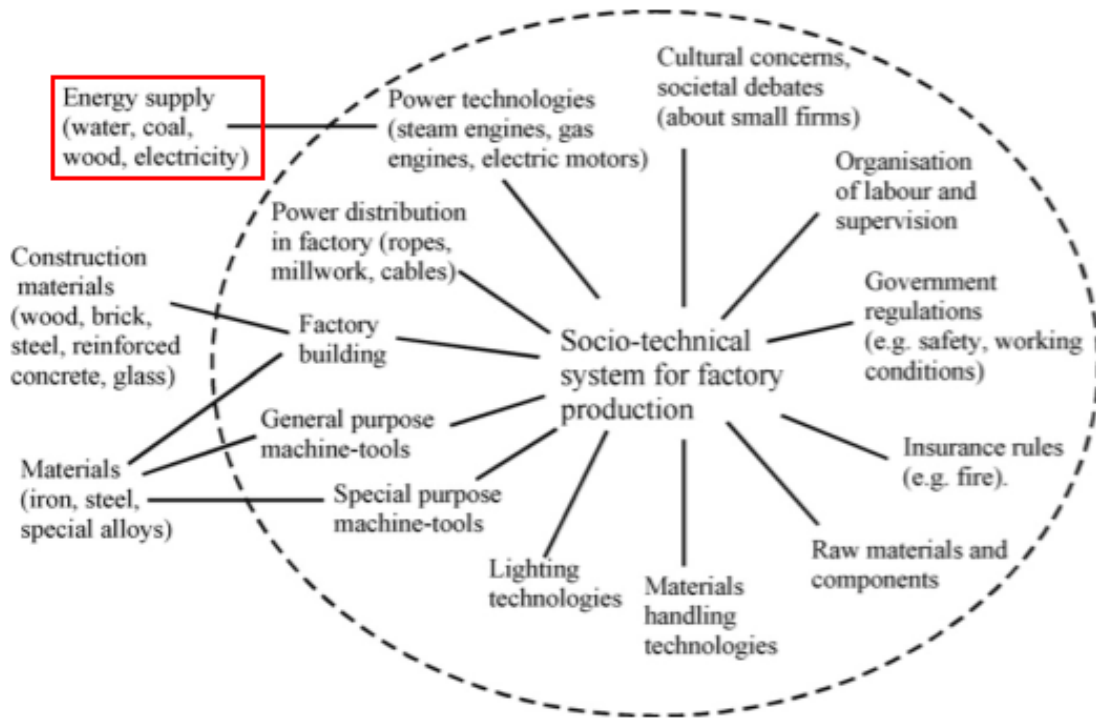 Energy supply
(water, coal,
wood, electricity)
Power technologies
(steam engines, gas
engines, electric motors)
Cultural concerns,
societal debates
(about small firms)
Organisation
of labour and
supervision
Power distribution
in factory (ropes,
millwork, cables)
Construction
materials
(wood, brick,
steel, reinforced
concrete, glass)
Factory
building
Government
regulations
(e.g. safety, working
conditions)
Socio-technical
system for factory
production
General purpose
machine-tools
Insurance rules
(e.g. fire).
Materials
(iron, steel,
special alloys)
Special purpose
machine-tools
Lighting
technologies
Materials
handling
technologies
Raw materials and
components